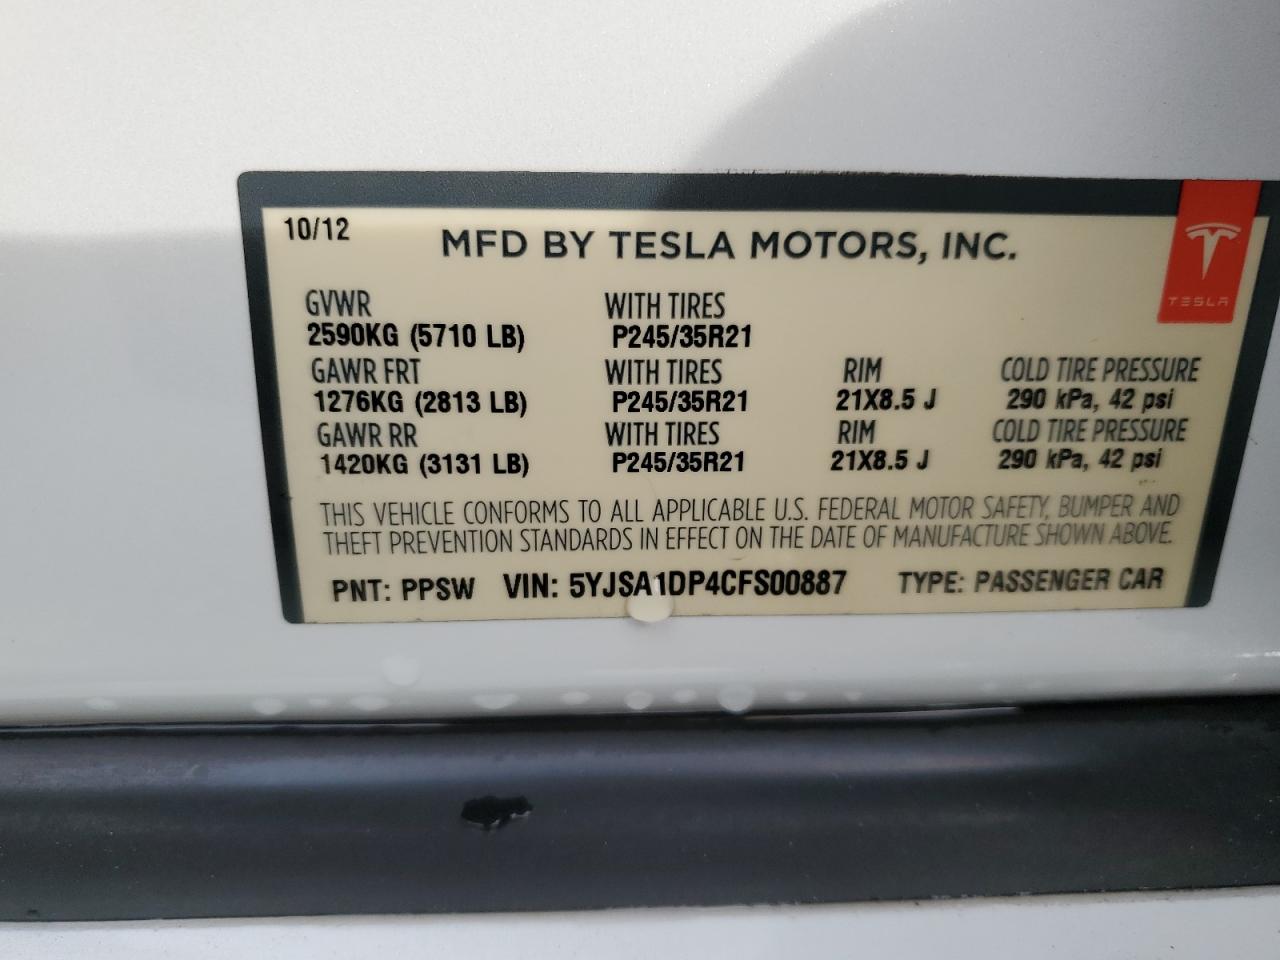 10/12 MFD BY TESLA MOTORS, INC.
TESLA
GVWR WITH TIRES
2590KG (5710 LB) P245/35R21
GAWR FRT WITH TIRES RIM COLD TIRE PRESSURE
1276KG (2813 LB) P245/35R21 21X8.5 J 290 kPa, 42 psi
GAWR RR WITH TIRES RIM COLD TIRE PRESSURE
1420KG (3131 LB) P245/35R21 21X8.5 J 290 kPa, 42 psi
THIS VEHICLE CONFORMS TO ALL APPLICABLE U.S. FEDERAL MOTOR SAFETY, BUMPER AND
THEFT PREVENTION STANDARDS IN EFFECT ON THE DATE OF MANUFACTURE SHOWN ABOVE.
PNT: PPSW VIN: 5YJSA1DP4CFS00887 TYPE: PASSENGER CAR